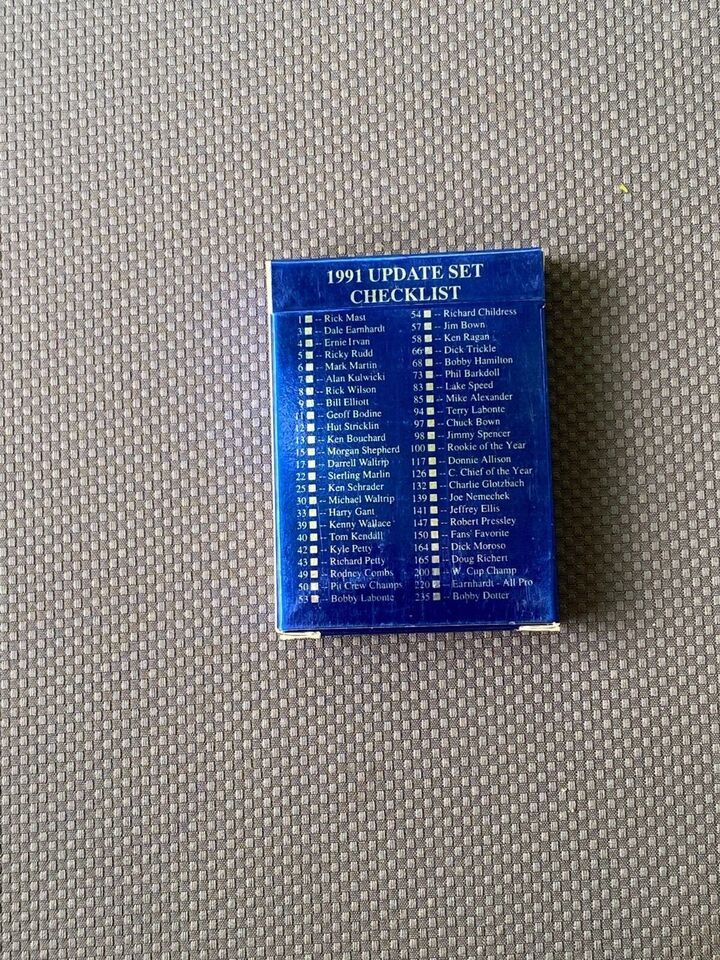 1991 UPDATE SET
CHECKLIST
1 -- Rick Mast
3 -- Dale Earnhardt
4 -- Ernie Irvan
5 -- Ricky Rudd
6 -- Mark Martin
7 -- Alan Kulwicki
8 -- Rick Wilson
9 -- Bill Elliott
11 -- Geoff Bodine
12 -- Hut Stricklin
13 -- Ken Bouchard
15 -- Morgan Shepherd
17 -- Darrell Waltrip
22 -- Sterling Marlin
25 -- Ken Schrader
30 -- Michael Waltrip
33 -- Harry Gant
39 -- Kenny Wallace
40 -- Tom Kendall
42 -- Kyle Petty
43 -- Richard Petty
49 -- Rodney Combs
50 -- Pit Crew Champs
53 -- Bobby Labonte
54 -- Richard Childress
57 -- Jim Bown
58 -- Ken Ragan
66 -- Dick Trickle
68 -- Bobby Hamilton
73 -- Phil Barkdoll
83 -- Lake Speed
85 -- Mike Alexander
94 -- Terry Labonte
97 -- Chuck Bown
98 -- Jimmy Spencer
100 -- Rookie of the Year
117 -- Donnie Allison
126 -- C. Chief of the Year
132 -- Charlie Glotzbach
139 -- Joe Nemechek
141 -- Jeffrey Ellis
147 -- Robert Pressley
150 -- Fans' Favorite
164 -- Dick Moroso
165 -- Doug Richert
200 -- W. Cup Champ
220 -- Earnhardt - All Pro
235 -- Bobby Dotter